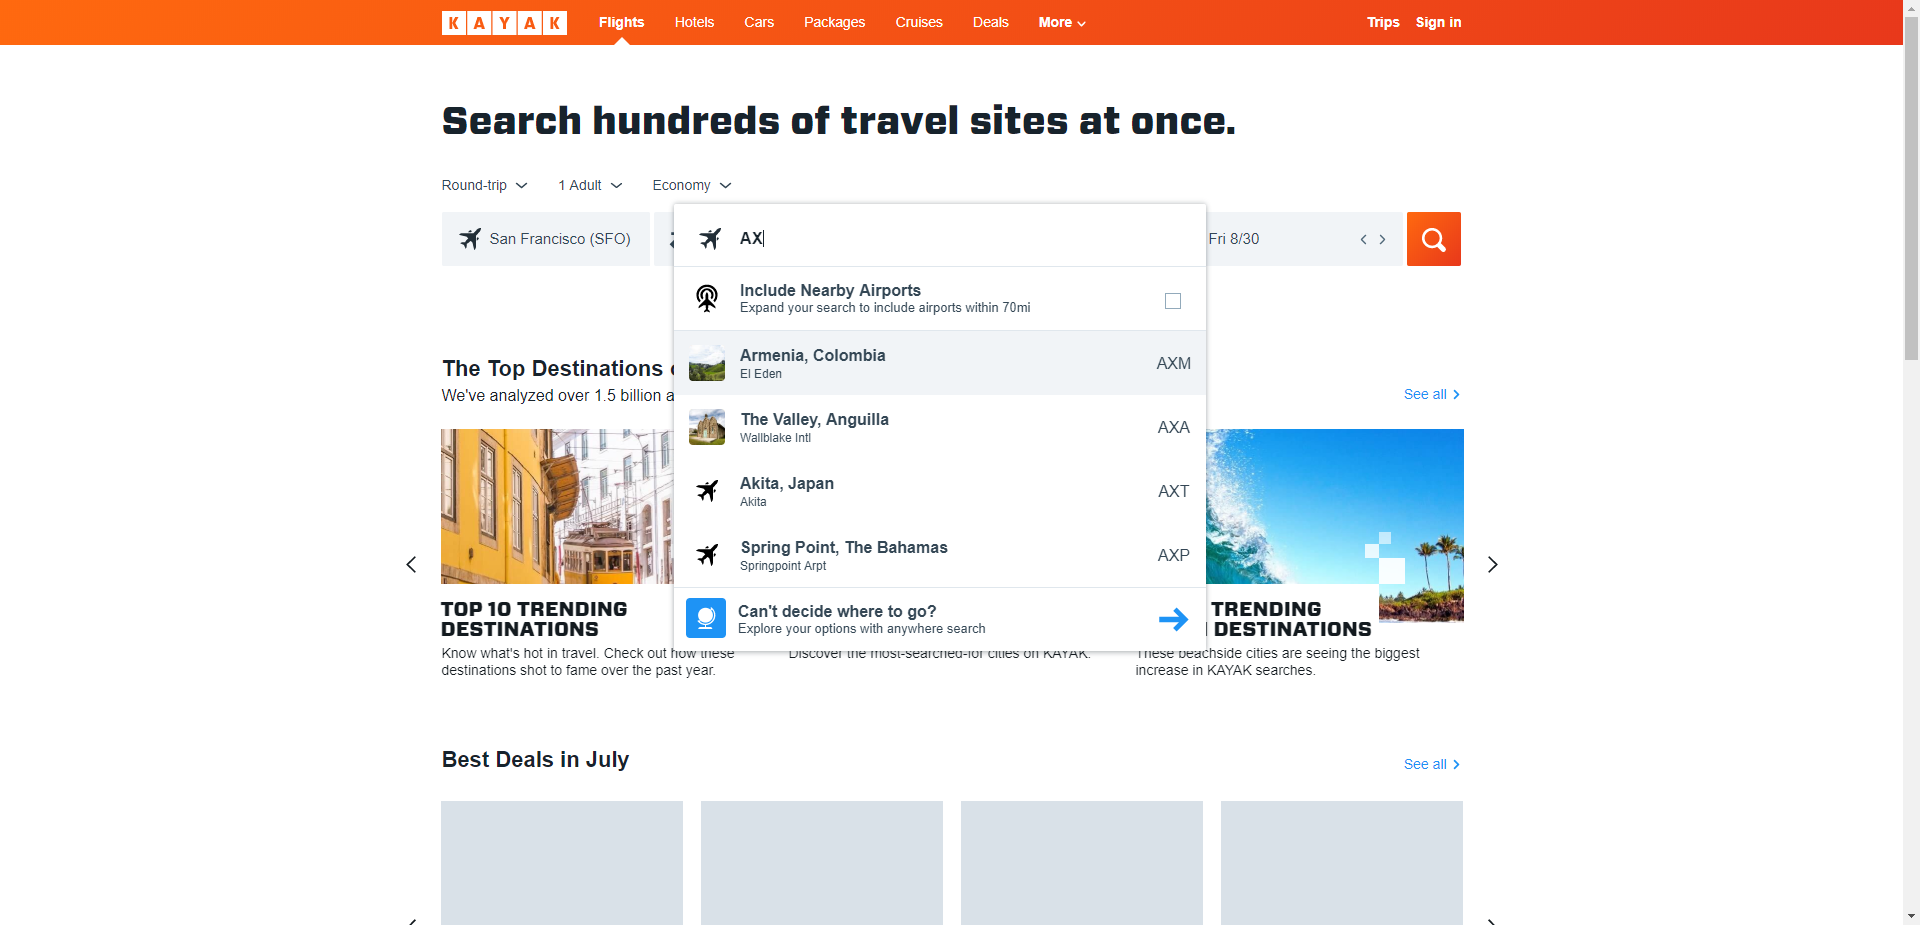 KAYAK Flights Hotels Cars Packages Cruises Deals More Trips Sign in
Search hundreds of travel sites at once.
Round-trip 1 Adult Economy
San Francisco (SFO) AX Fri 8/30
Include Nearby Airports
Expand your search to include airports within 70mi
Armenia, Colombia AXM
El Eden
The Valley, Anguilla AXA
Wallblake Intl
Akita, Japan AXT
Akita
Spring Point, The Bahamas AXP
Springpoint Arpt
Can't decide where to go?
Explore your options with anywhere search
The Top Destinations
We've analyzed over 1.5 billion
See all
TOP 10 TRENDING
DESTINATIONS
Know what's hot in travel. Check out how these
destinations shot to fame over the past year.
Discover the most-searched-for cities on KAYAK.
TRENDING
DESTINATIONS
These beachside cities are seeing the biggest
increase in KAYAK searches.
Best Deals in July
See all